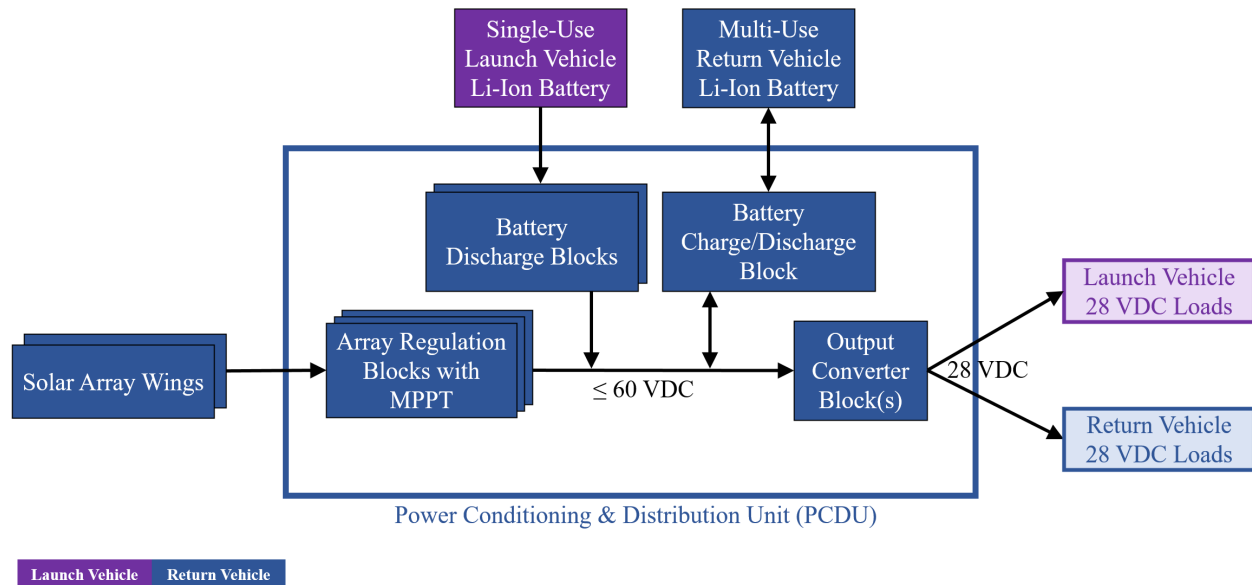 Single-Use
Launch Vehicle
Li-Ion Battery
Multi-Use
Return Vehicle
Li-Ion Battery
Battery
Discharge Blocks
Battery
Charge/Discharge
Block
Solar Array Wings
Array Regulation
Blocks with
MPPT
≤ 60 VDC
Output
Converter
Block(s)
28 VDC
Launch Vehicle
28 VDC Loads
Return Vehicle
28 VDC Loads
Power Conditioning & Distribution Unit (PCDU)
Launch Vehicle
Return Vehicle